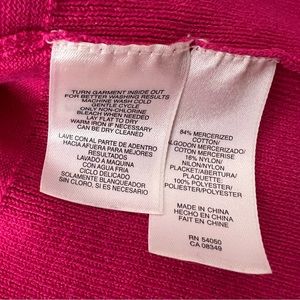 TURN GARMENT INSIDE OUT
FOR BETTER WASHING RESULTS
MACHINE WASH COLD
GENTLE CYCLE
ONLY NON-CHLORINE
BLEACH WHEN NEEDED
LAY FLAT TO DRY
WARM IRON IF NECESSARY
CAN BE DRY CLEANED
LAVE CON AL PARTE DE ADENTRO
HACIA AFUERA PARA MEJORES
RESULTADOS
LAVADO A MAQUINA
CON AGUA FRIA
CICLO DELICADO
SOLAMENTE BLANQUEADOR
SIN CLORO, SI ES NECESARIO
84% MERCERIZED
COTTON/
ALGODON MERCERIZADO/
COTON MERCERISE
16% NYLON/
NILON/NYLON
PLACKET/ABERTURA/
PLAQUETTE
100% POLYESTER/
POLIESTER/POLYESTER
MADE IN CHINA
HECHO EN CHINA
FAIT EN CHINE
RN 54050
CA 08349